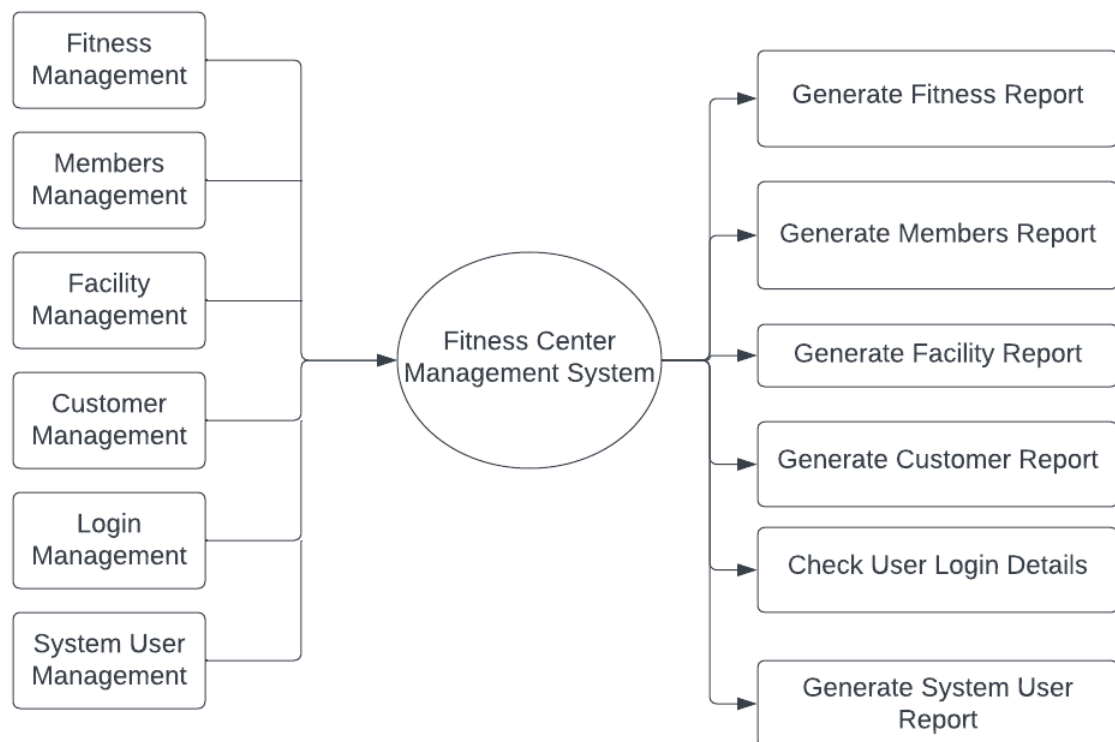 Fitness
Management
Members
Management
Facility
Management
Customer
Management
Login
Management
System User
Management
Fitness Center
Management System
Generate Fitness Report
Generate Members Report
Generate Facility Report
Generate Customer Report
Check User Login Details
Generate System User
Report